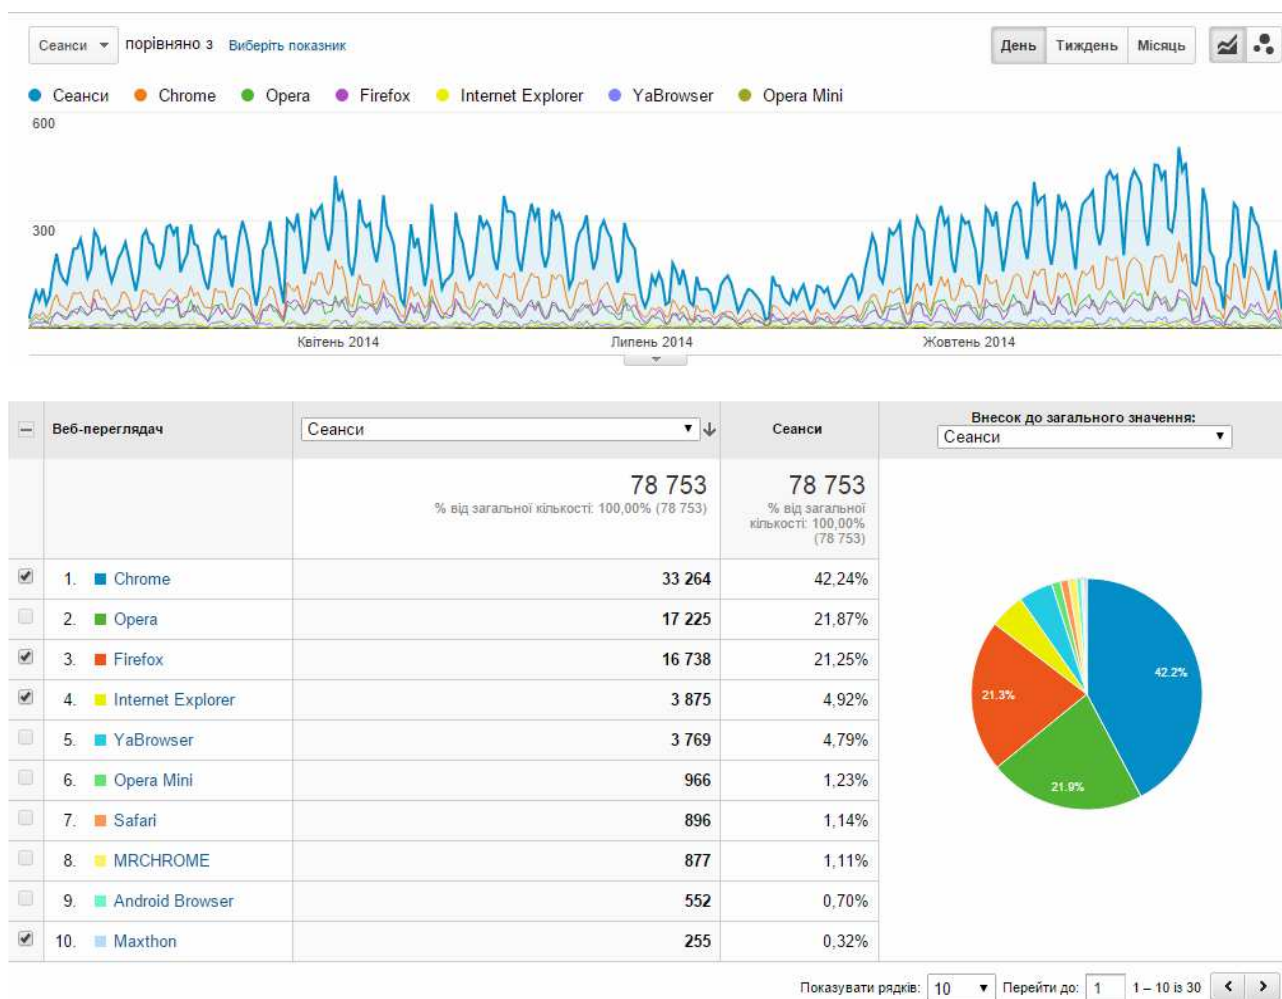 Сеанси порівняно з Виберіть показник День Тиждень Місяць
Сеанси Chrome Opera Firefox Internet Explorer YaBrowser Opera Mini
600
300
Квітень 2014 Липень 2014 Жовтень 2014
Веб-переглядач Сеанси Сеанси Внесок до загального значення:
Сеанси
78 753 78 753
% від загальної кількості: 100,00% (78 753) % від загальної
кількості: 100,00%
(78 753)
1. Chrome 33 264 42,24%
2. Opera 17 225 21,87%
3. Firefox 16 738 21,25%
4. Internet Explorer 3 875 4,92%
5. YaBrowser 3 769 4,79%
6. Opera Mini 966 1,23%
7. Safari 896 1,14%
8. MRCHROME 877 1,11%
9. Android Browser 552 0,70%
10. Maxthon 255 0,32%
42.2%
21.3%
21.9%
Показувати рядків: 10 Перейти до: 1 1 – 10 із 30